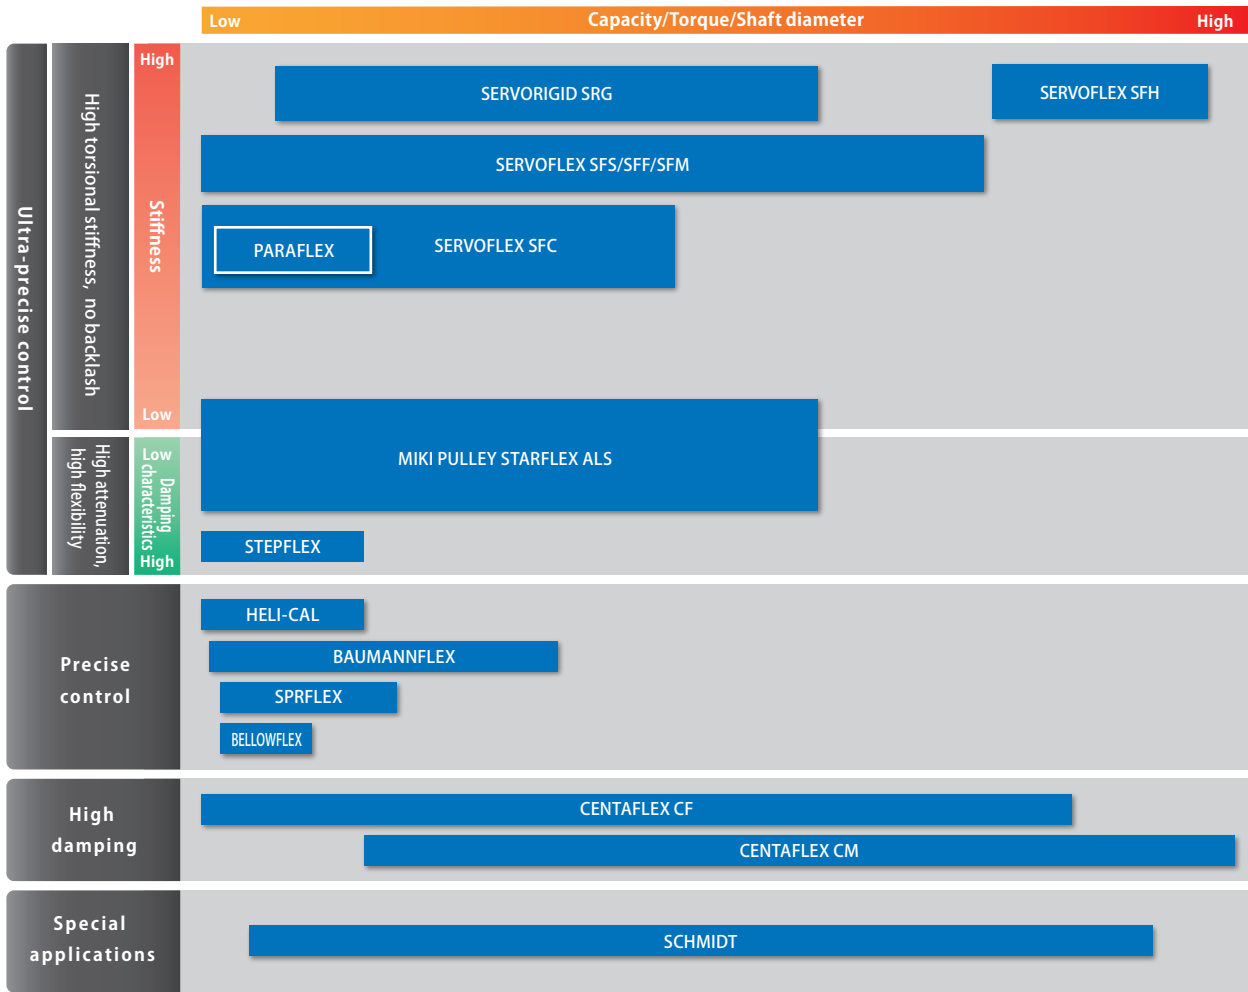 Low
Capacity/Torque/Shaft diameter
High
Ultra-precise control
High torsional stiffness, no backlash
High
Stiffness
Low
SERVORIGID SRG
SERVOFLEX SFH
SERVOFLEX SFS/SFF/SFM
PARAFLEX
SERVOFLEX SFC
MIKI PULLEY STARFLEX ALS
High attenuation,
high flexibility
Low
Damping
characteristics
High
STEPFLEX
Precise
control
HELI-CAL
BAUMANNFLEX
SPRFLEX
BELLOWFLEX
High
damping
CENTAFLEX CF
CENTAFLEX CM
Special
applications
SCHMIDT